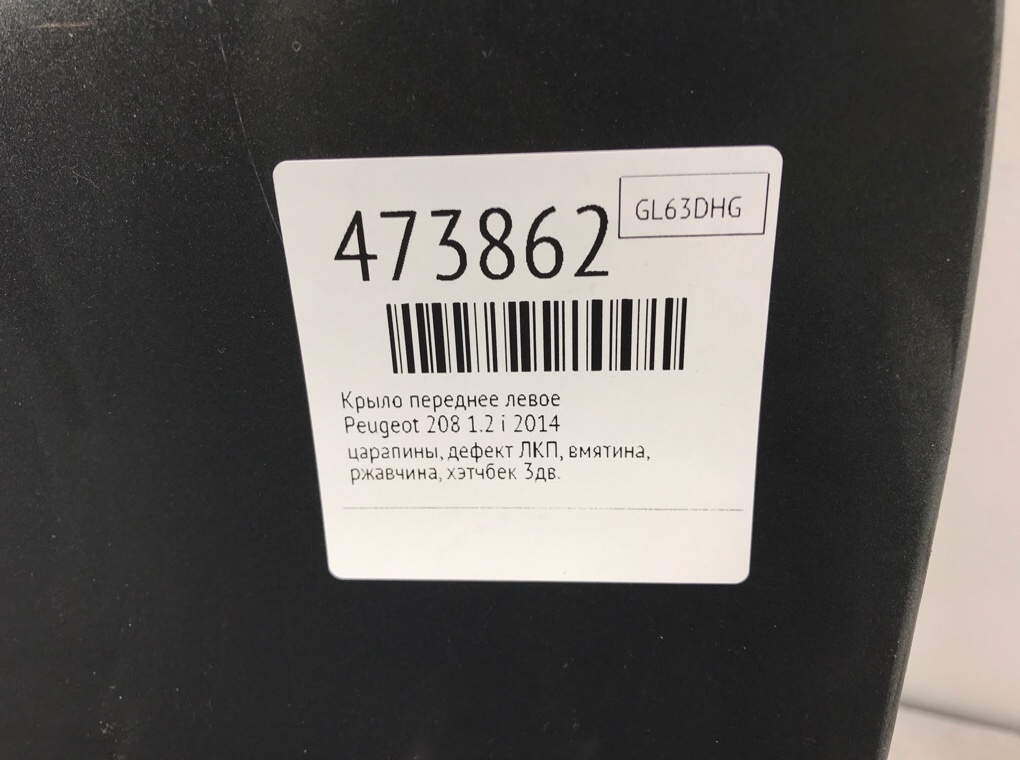 473862
GL63DHG
Крыло переднее левое
Peugeot 208 1.2 i 2014
царапины, дефект ЛКП, вмятина,
ржавчина, хэтчбек 3дв.